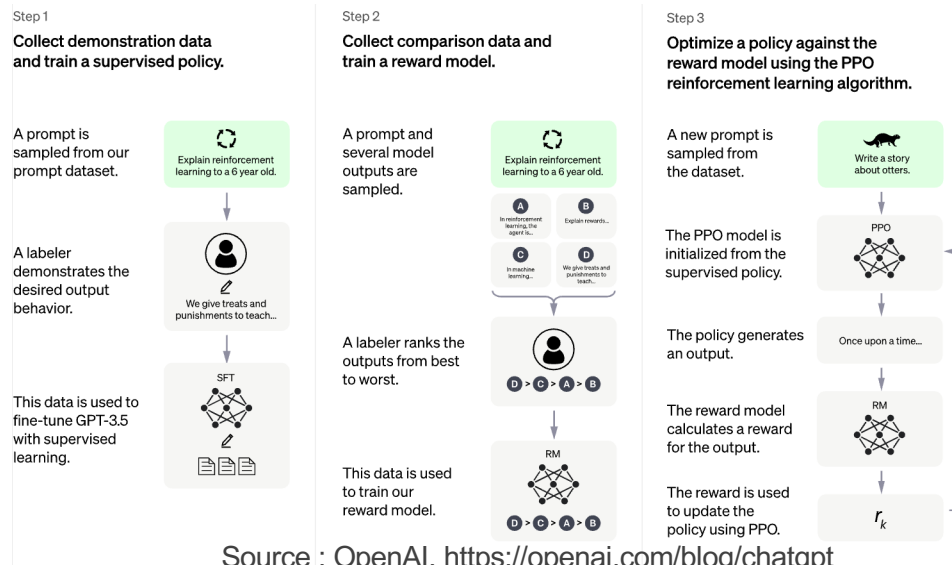 Step 1
Collect demonstration data
and train a supervised policy.
A prompt is
sampled from our
prompt dataset.
Explain reinforcement
learning to a 6 year old.
A labeler
demonstrates the
desired output
behavior.
We give treats and
punishments to teach...
This data is used to
fine-tune GPT-3.5
with supervised
learning.
SFT
Step 2
Collect comparison data and
train a reward model.
A prompt and
several model
outputs are
sampled.
Explain reinforcement
learning to a 6 year old.
A
In reinforcement
learning, the
agent is...
B
Explain rewards...
C
In machine
learning...
D
We give treats and
punishments to
teach...
A labeler ranks the
outputs from best
to worst.
D > C > A > B
This data is used
to train our
reward model.
RM
D > C > A > B
Step 3
Optimize a policy against the
reward model using the PPO
reinforcement learning algorithm.
A new prompt is
sampled from
the dataset.
Write a story
about otters.
The PPO model is
initialized from the
supervised policy.
PPO
The policy generates
an output.
Once upon a time...
The reward model
calculates a reward
for the output.
RM
The reward is used
to update the
policy using PPO.
rk
Source : OpenAI, https://openai.com/blog/chatgpt